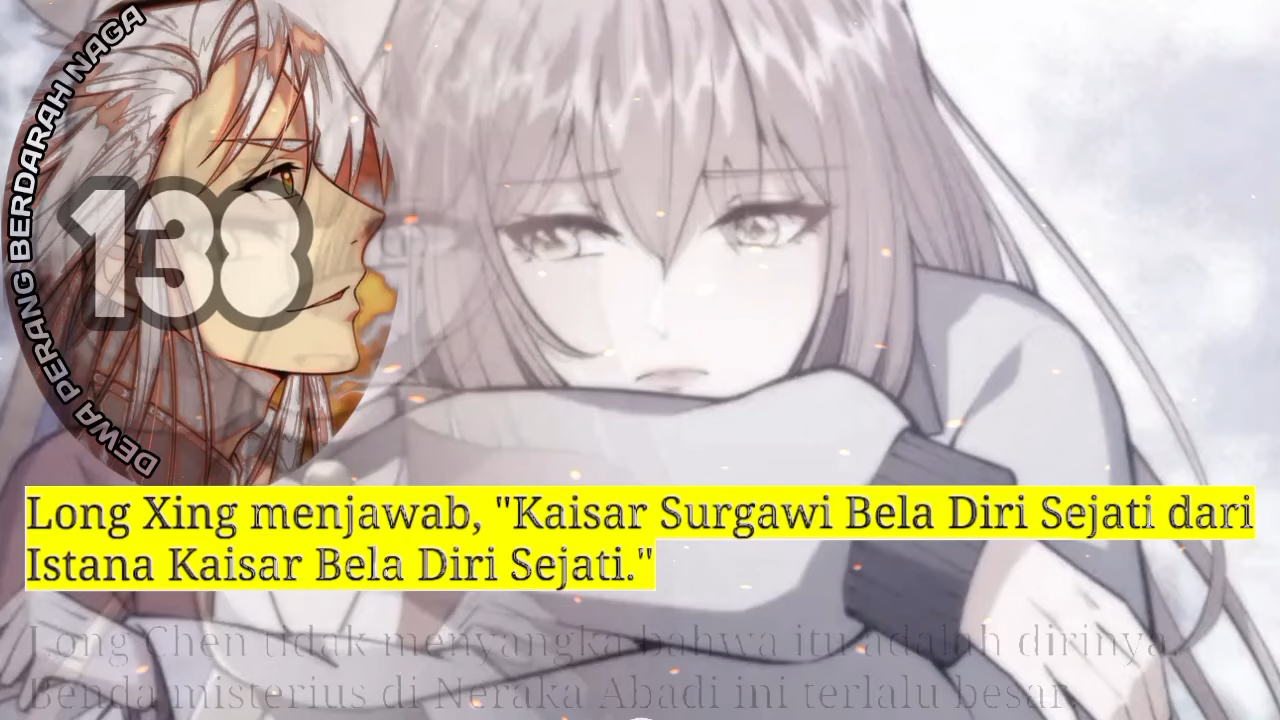 DEWA PERANG BERDARAH NAGA
138
Long Xing menjawab, "Kaisar Surgawi Bela Diri Sejati dari
Istana Kaisar Bela Diri Sejati."
Long Chen tidak menyangka bahwa itu adalah dirinya.
Benda misterius di Neraka Abadi ini terlalu besar.